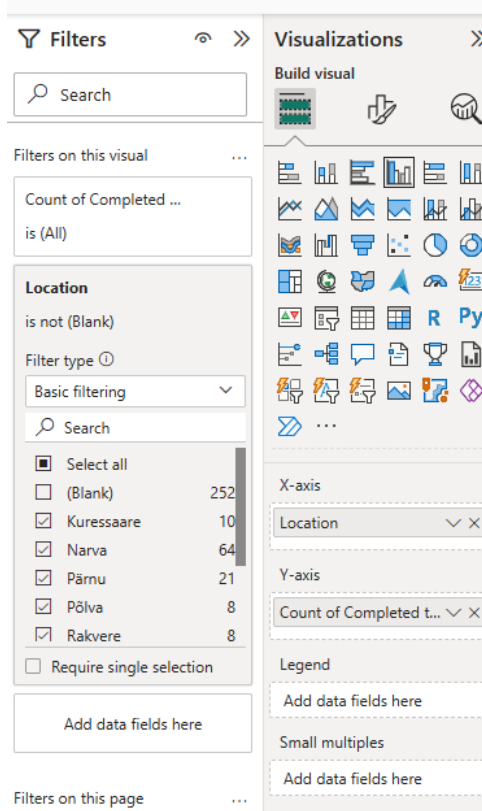 Filters
Search
Filters on this visual
Count of Completed ...
is (All)
Location
is not (Blank)
Filter type
Basic filtering
Search
Select all
(Blank) 252
Kuressaare 10
Narva 64
Pärnu 21
Põlva 8
Rakvere 8
Require single selection
Add data fields here
Filters on this page
Visualizations
Build visual
123
R Py
X-axis
Location
Y-axis
Count of Completed t...
Legend
Add data fields here
Small multiples
Add data fields here